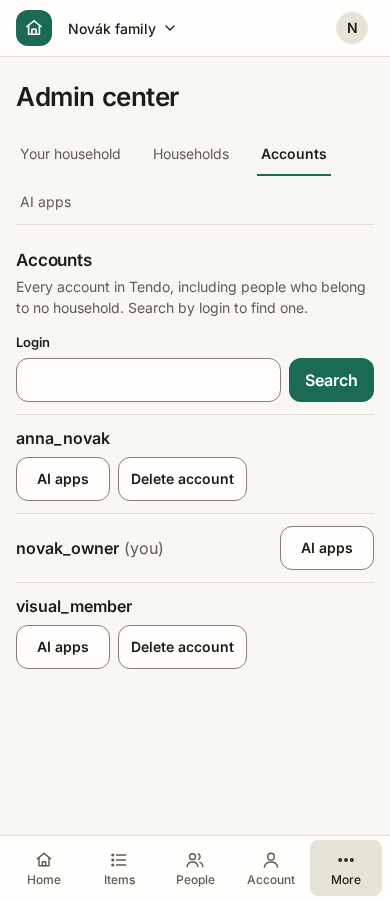 Novák family
N
Admin center
Your household
Households
Accounts
AI apps
Accounts
Every account in Tendo, including people who belong
to no household. Search by login to find one.
Login
Search
anna_novak
AI apps
Delete account
novak_owner (you)
AI apps
visual_member
AI apps
Delete account
Home
Items
People
Account
More